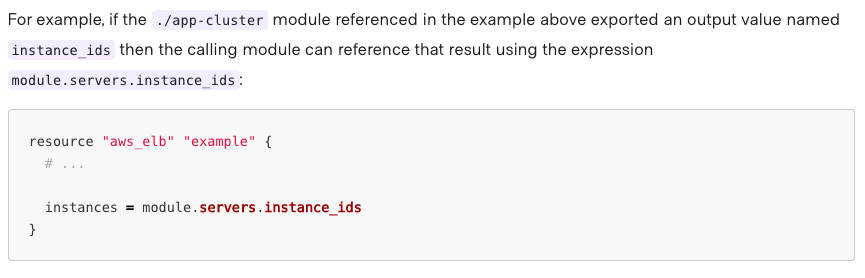 For example, if the ./app-cluster module referenced in the example above exported an output value named
instance_ids then the calling module can reference that result using the expression
module.servers.instance_ids:
resource "aws_elb" "example" {
  # ...
  instances = module.servers.instance_ids
}